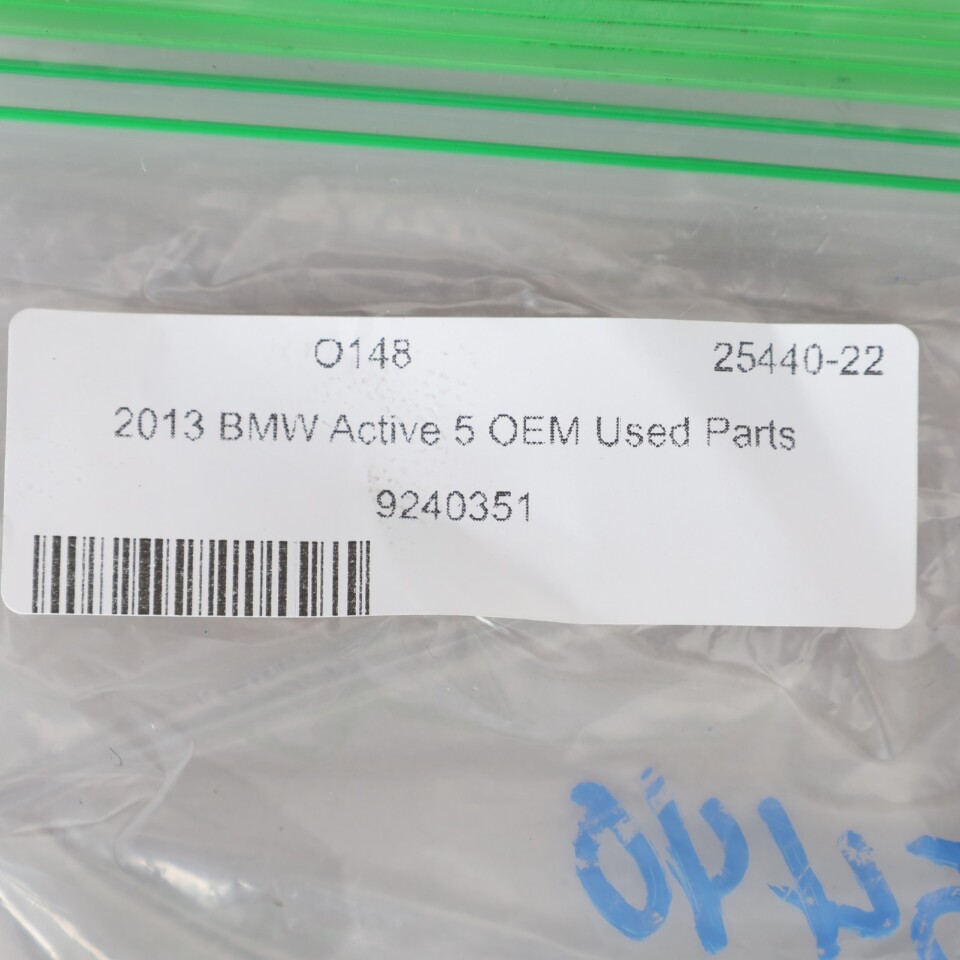 O148 25440-22
2013 BMW Active 5 OEM Used Parts
9240351